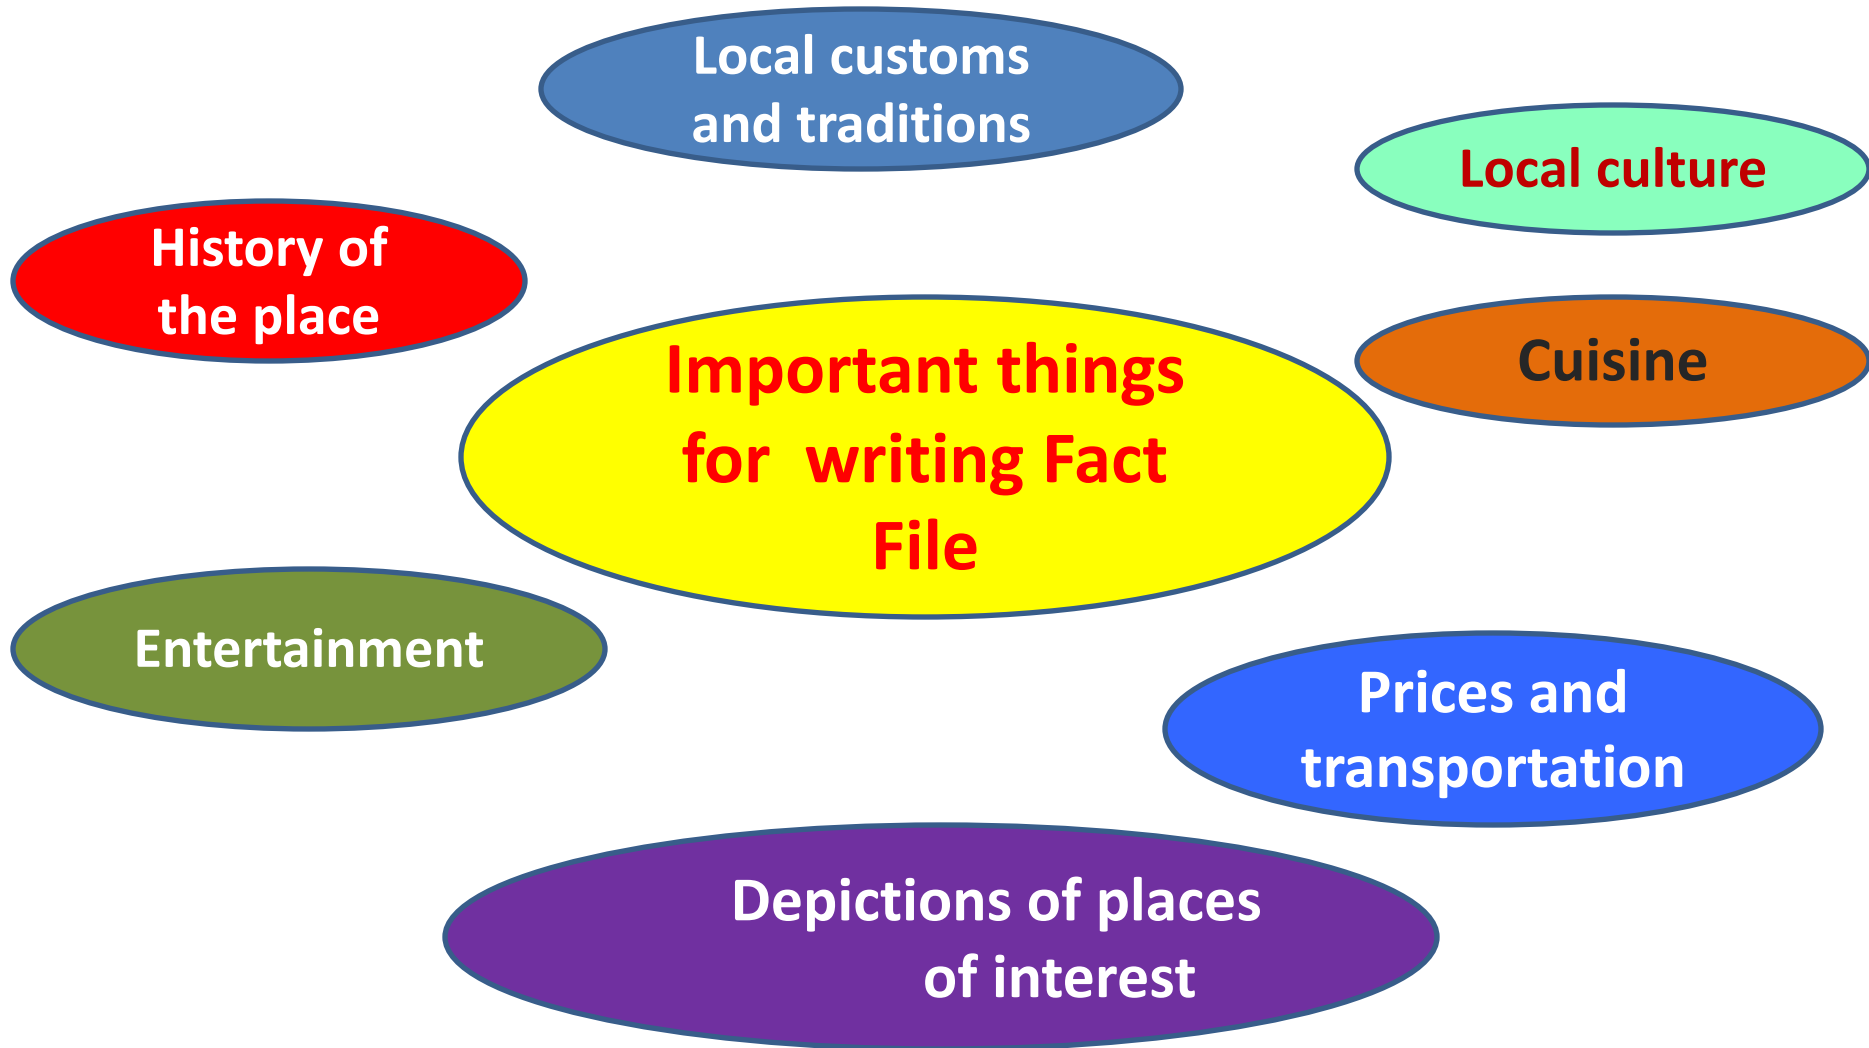 Local customs
and traditions
Local culture
History of
the place
Important things
for  writing Fact
File
Cuisine
Entertainment
Prices and
transportation
Depictions of places
of interest